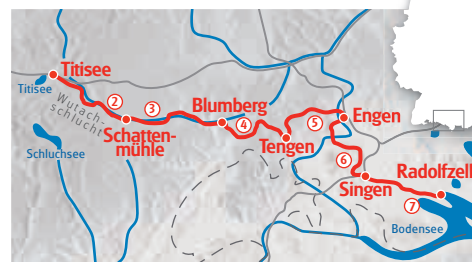 Titisee
Titisee
Wutach-
schlucht
②
③
Schatten-
mühle
Schluchsee
Blumberg
④
Tengen
⑤
Engen
⑥
Singen
Radolfzell
⑦
Bodensee